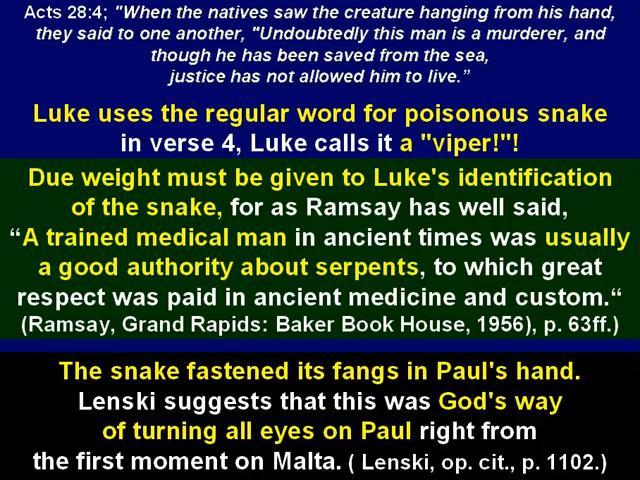 Acts 28:4; "When the natives saw the creature hanging from his hand,
they said to one another, "Undoubtedly this man is a murderer, and
though he has been saved from the sea,
justice has not allowed him to live.”
Luke uses the regular word for poisonous snake
in verse 4, Luke calls it a "viper!"!
Due weight must be given to Luke's identification
of the snake, for as Ramsay has well said,
“A trained medical man in ancient times was usually
a good authority about serpents, to which great
respect was paid in ancient medicine and custom.“
(Ramsay, Grand Rapids: Baker Book House, 1956), p. 63ff.)
The snake fastened its fangs in Paul's hand.
Lenski suggests that this was God's way
of turning all eyes on Paul right from
the first moment on Malta. ( Lenski, op. cit., p. 1102.)